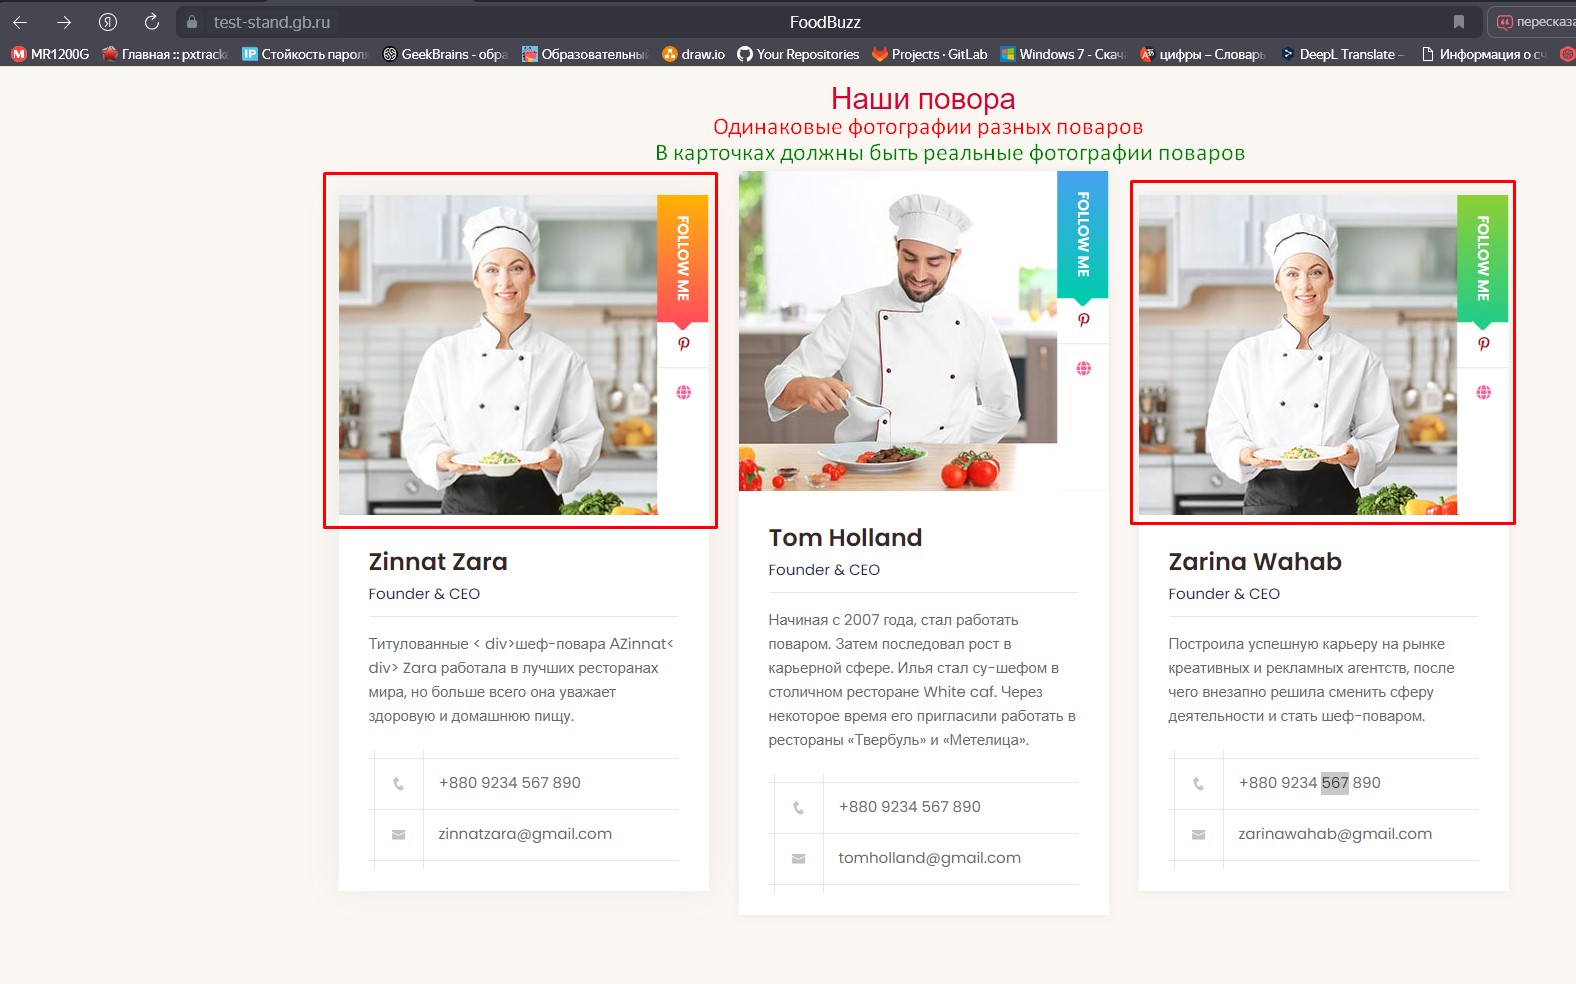 test-stand.gb.ru
FoodBuzz
пересказа
MR1200G
Главная :: pxtracke
Стойкость пароля
GeekBrains - обра
Образовательный
draw.io
Your Repositories
Projects · GitLab
Windows 7 - Скача
цифры – Словарь
DeepL Translate –
Информация о сч
Наши повора
Одинаковые фотографии разных поваров
В карточках должны быть реальные фотографии поваров
FOLLOW ME
FOLLOW ME
FOLLOW ME
Zinnat Zara
Founder & CEO
Титулованные < div>шеф-повара AZinnat<
div> Zara работала в лучших ресторанах
мира, но больше всего она уважает
здоровую и домашнюю пищу.
+880 9234 567 890
zinnatzara@gmail.com
Tom Holland
Founder & CEO
Начиная с 2007 года, стал работать
поваром. Затем последовал рост в
карьерной сфере. Илья стал су-шефом в
столичном ресторане White caf. Через
некоторое время его пригласили работать в
рестораны «Твербуль» и «Метелица».
+880 9234 567 890
tomholland@gmail.com
Zarina Wahab
Founder & CEO
Построила успешную карьеру на рынке
креативных и рекламных агентств, после
чего внезапно решила сменить сферу
деятельности и стать шеф-поваром.
+880 9234 567 890
zarinawahab@gmail.com